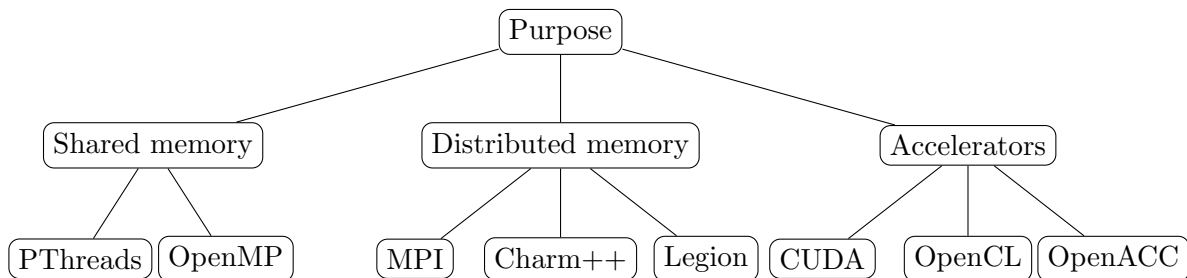 Purpose
Shared memory
Distributed memory
Accelerators
PThreads
OpenMP
MPI
Charm++
Legion
CUDA
OpenCL
OpenACC